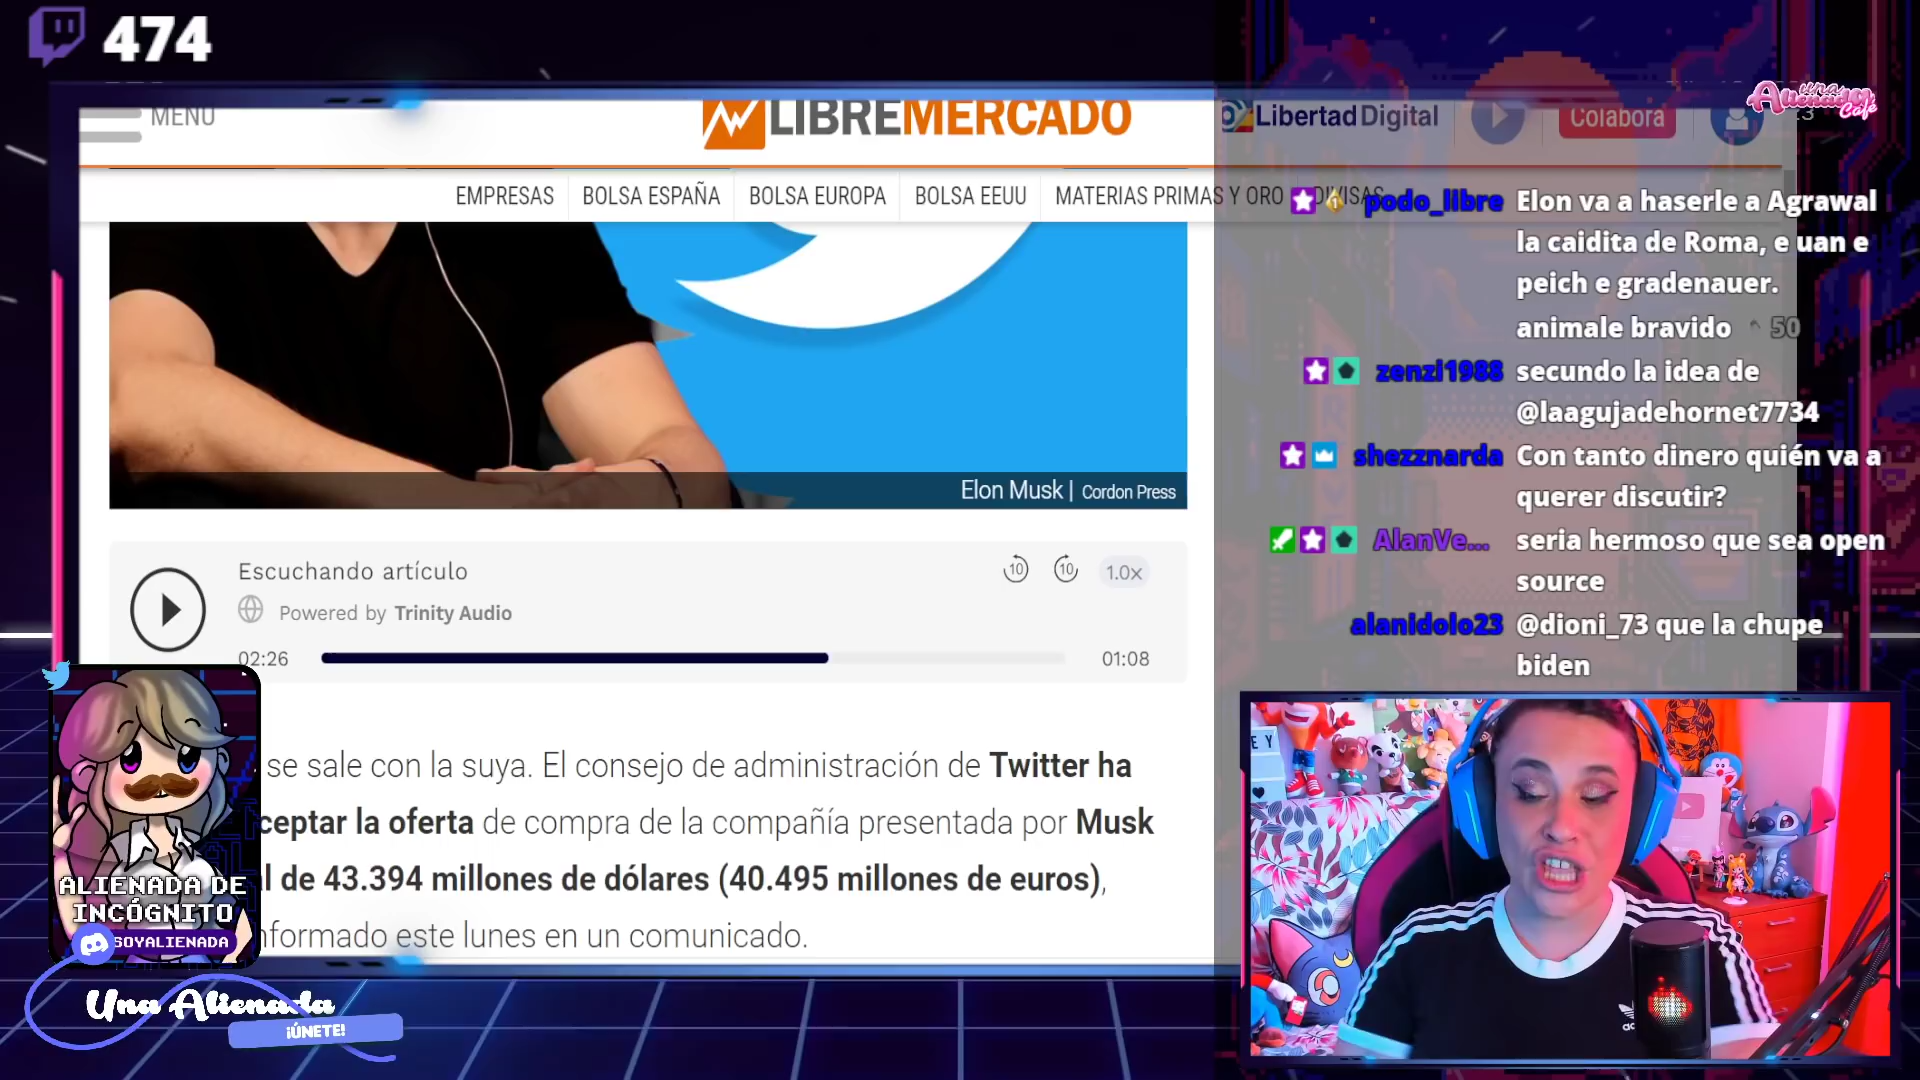 474
MENÚ
LIBREMERCADO
Libertad Digital
Colabora
una
Alienada
Café
EMPRESAS
BOLSA ESPAÑA
BOLSA EUROPA
BOLSA EEUU
MATERIAS PRIMAS Y ORO
DIVISAS
podo_libre Elon va a haserle a Agrawal
la caidita de Roma, e uan e
peich e gradenauer.
animale bravido 50
zenzi1988 secundo la idea de
@laagujadehornet7734
shezznarda Con tanto dinero quién va a
querer discutir?
AlanVe... seria hermoso que sea open
source
alanidolo23 @dioni_73 que la chupe
biden
Elon Musk | Cordon Press
Escuchando artículo
10
10
1.0x
Powered by Trinity Audio
02:26
01:08
se sale con la suya. El consejo de administración de Twitter ha
ceptar la oferta de compra de la compañía presentada por Musk
l de 43.394 millones de dólares (40.495 millones de euros),
nformado este lunes en un comunicado.
ALIENADA DE
INCÓGNITO
SOYALIENADA
Una Alienada
¡ÚNETE!